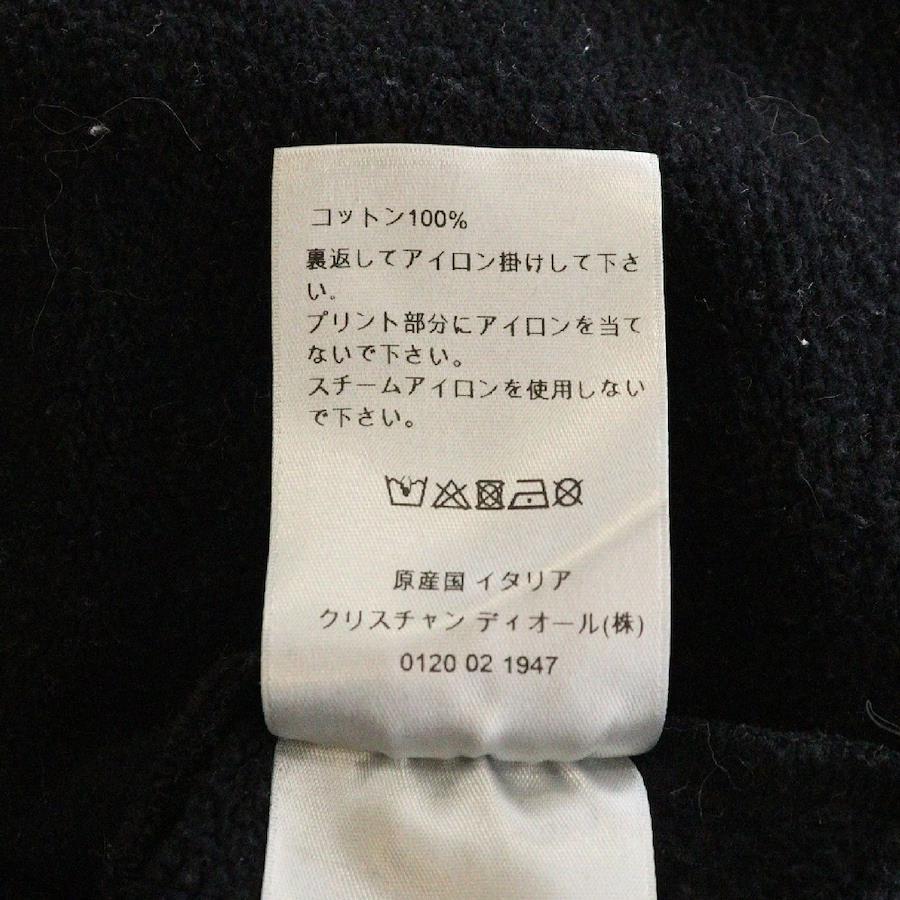 コットン100%
裏返してアイロン掛けして下さ
い。
プリント部分にアイロンを当て
ないで下さい。
スチームアイロンを使用しない
で下さい。
原産国 イタリア
クリスチャン ディオール(株)
0120 02 1947